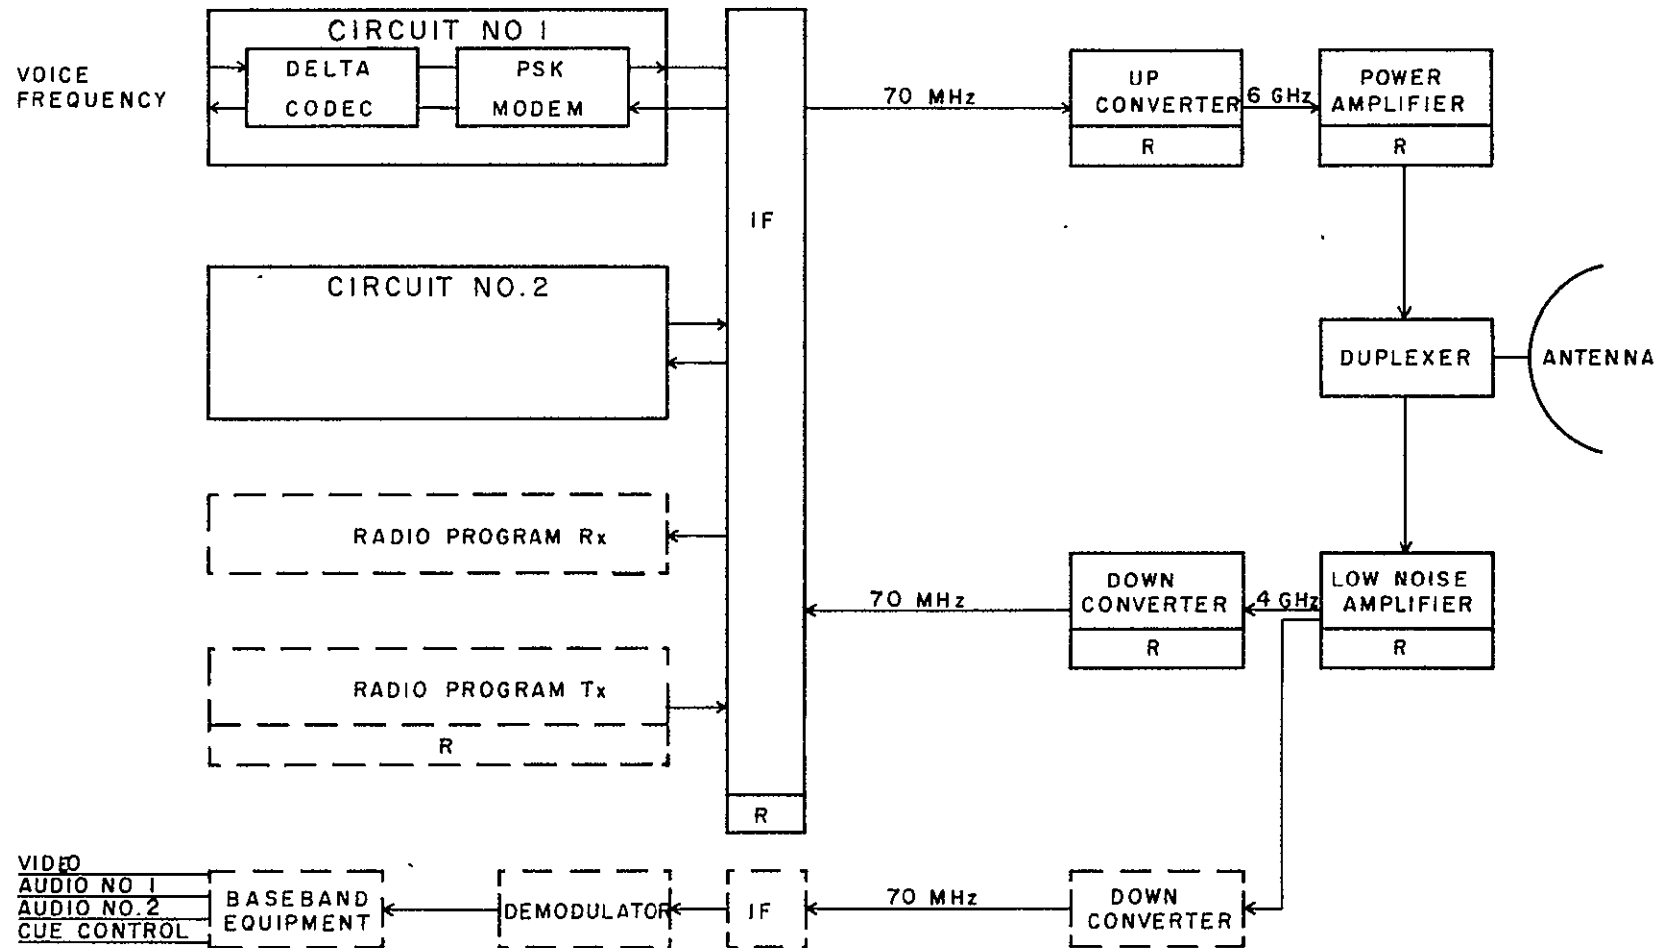 CIRCUIT NO 1
VOICE
FREQUENCY
DELTA
CODEC
PSK
MODEM
IF
70 MHz
UP
CONVERTER
R
6 GHz
POWER
AMPLIFIER
R
CIRCUIT NO.2
DUPLEXER
ANTENNA
RADIO PROGRAM Rx
70 MHz
DOWN
CONVERTER
R
4 GHz
LOW NOISE
AMPLIFIER
R
RADIO PROGRAM Tx
R
R
VIDEO
AUDIO NO 1
AUDIO NO.2
CUE CONTROL
BASEBAND
EQUIPMENT
DEMODULATOR
IF
70 MHz
DOWN
CONVERTER